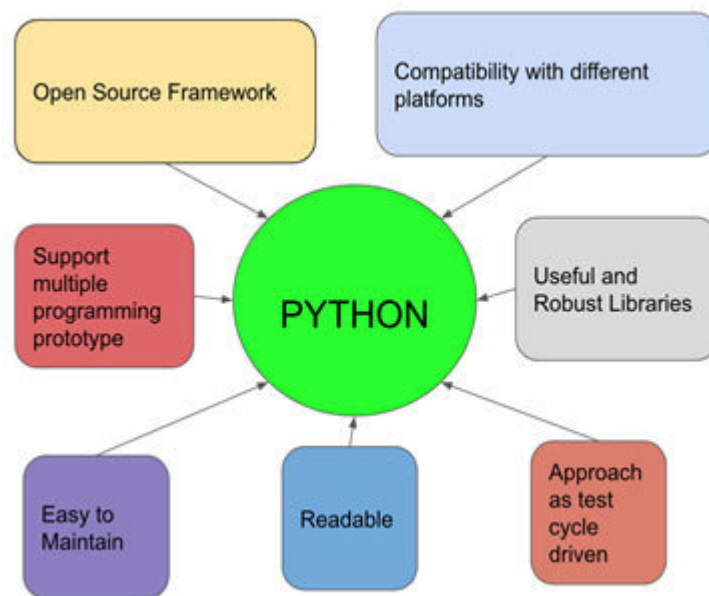 Open Source Framework
Compatibility with different
platforms
Support
multiple
programming
prototype
PYTHON
Useful and
Robust Libraries
Easy to
Maintain
Readable
Approach
as test
cycle
driven